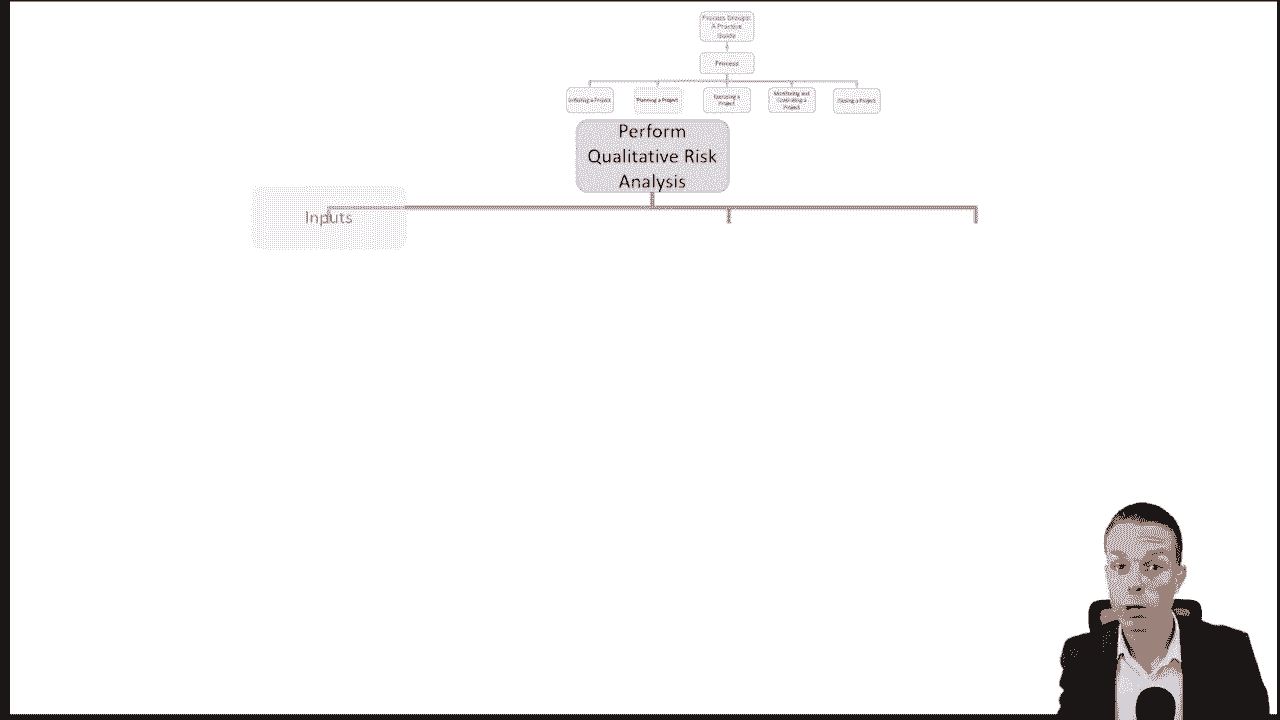 Process Groups:
A Practice
Guide
Process
Initiating a Project
Planning a Project
Executing a
Project
Monitoring and
Controlling a
Project
Closing a Project
Perform
Qualitative Risk
Analysis
Inputs